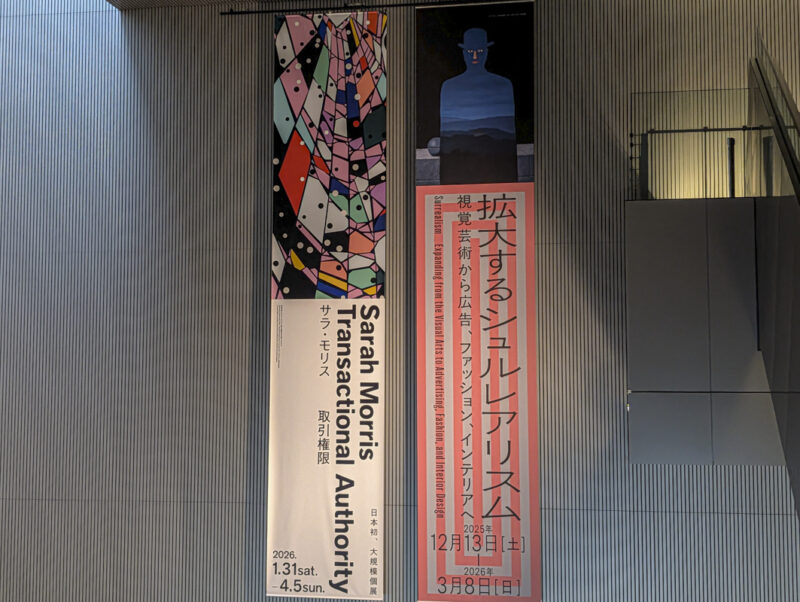 Sarah Morris
Transactional Authority
サラ・モリス
取引権限
日本初、大規模個展
2026.
1.31sat.
– 4.5sun.
拡大するシュルレアリスム
視覚芸術から広告、ファッション、インテリアへ
Surrealism Expanding from the Visual Arts to Advertising, Fashion, and Interior Design
2025年
12月13日[土]
2026年
3月8日[日]